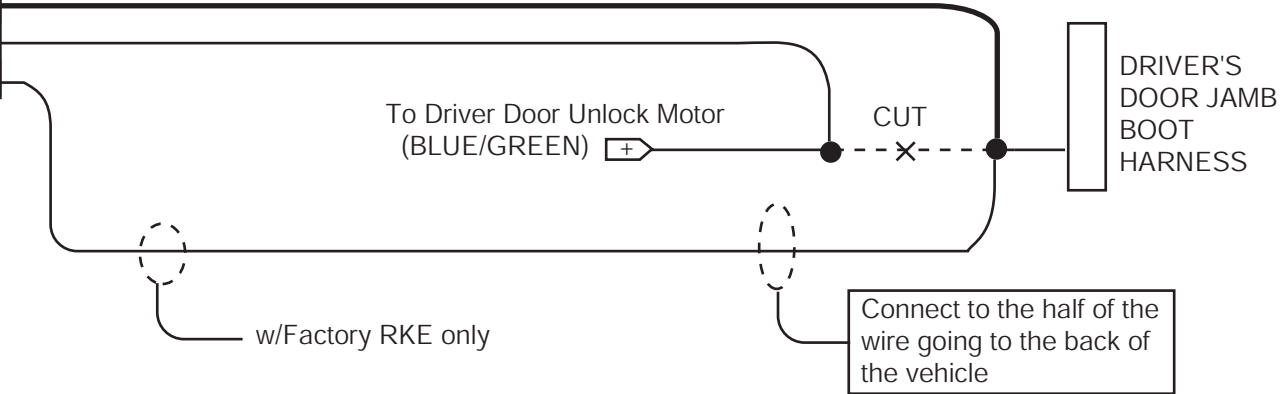 To Driver Door Unlock Motor
(BLUE/GREEN)
+
CUT
DRIVER'S
DOOR JAMB
BOOT
HARNESS
w/Factory RKE only
Connect to the half of the
wire going to the back of
the vehicle